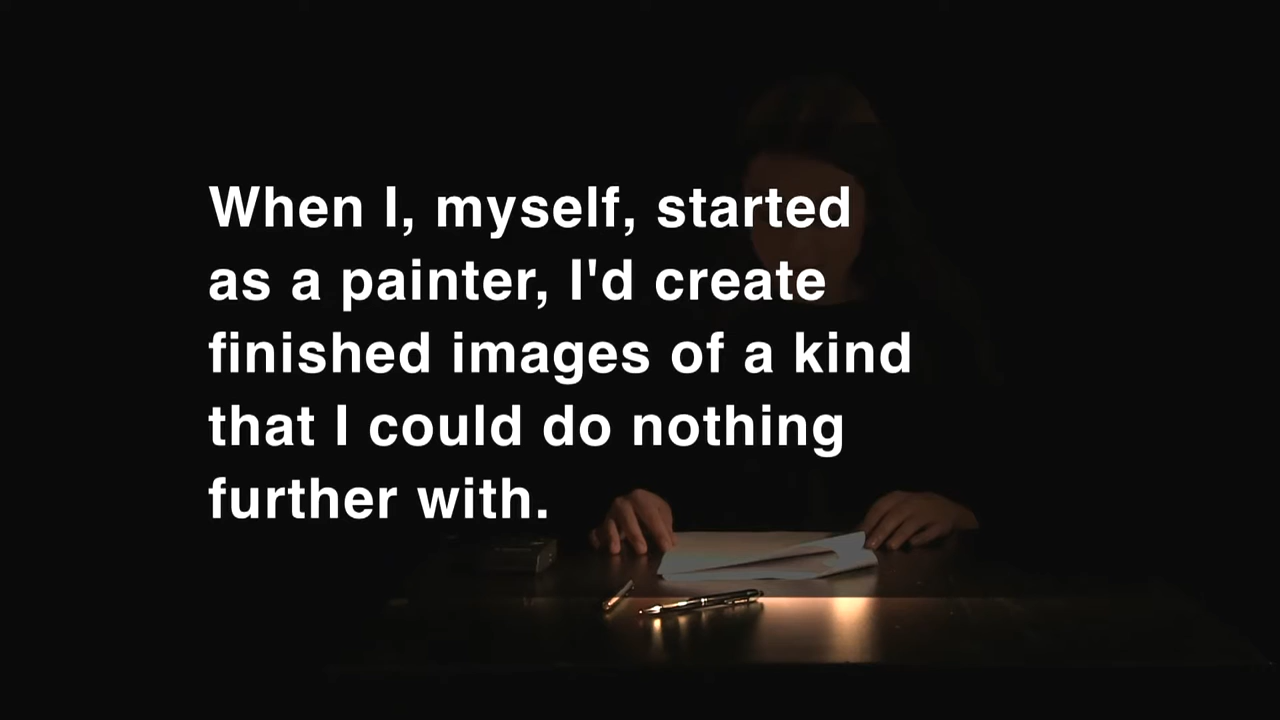 When I, myself, started
as a painter, I'd create
finished images of a kind
that I could do nothing
further with.